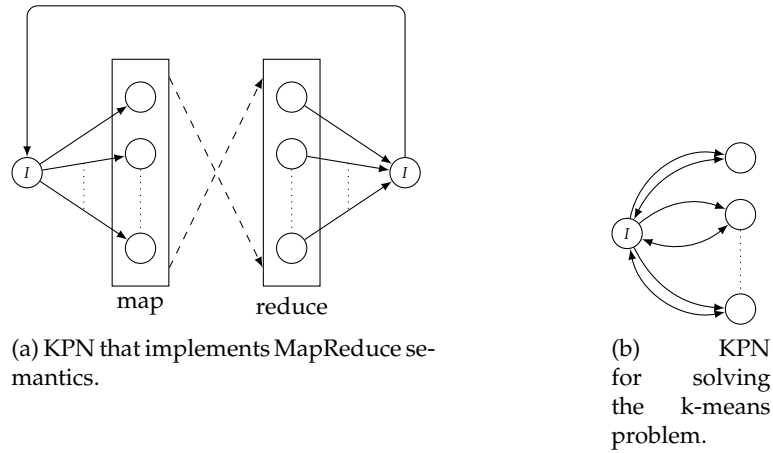 I
I
map
reduce
(a) KPN that implements MapReduce se-
mantics.
I
(b) KPN
for solving
the k-means
problem.